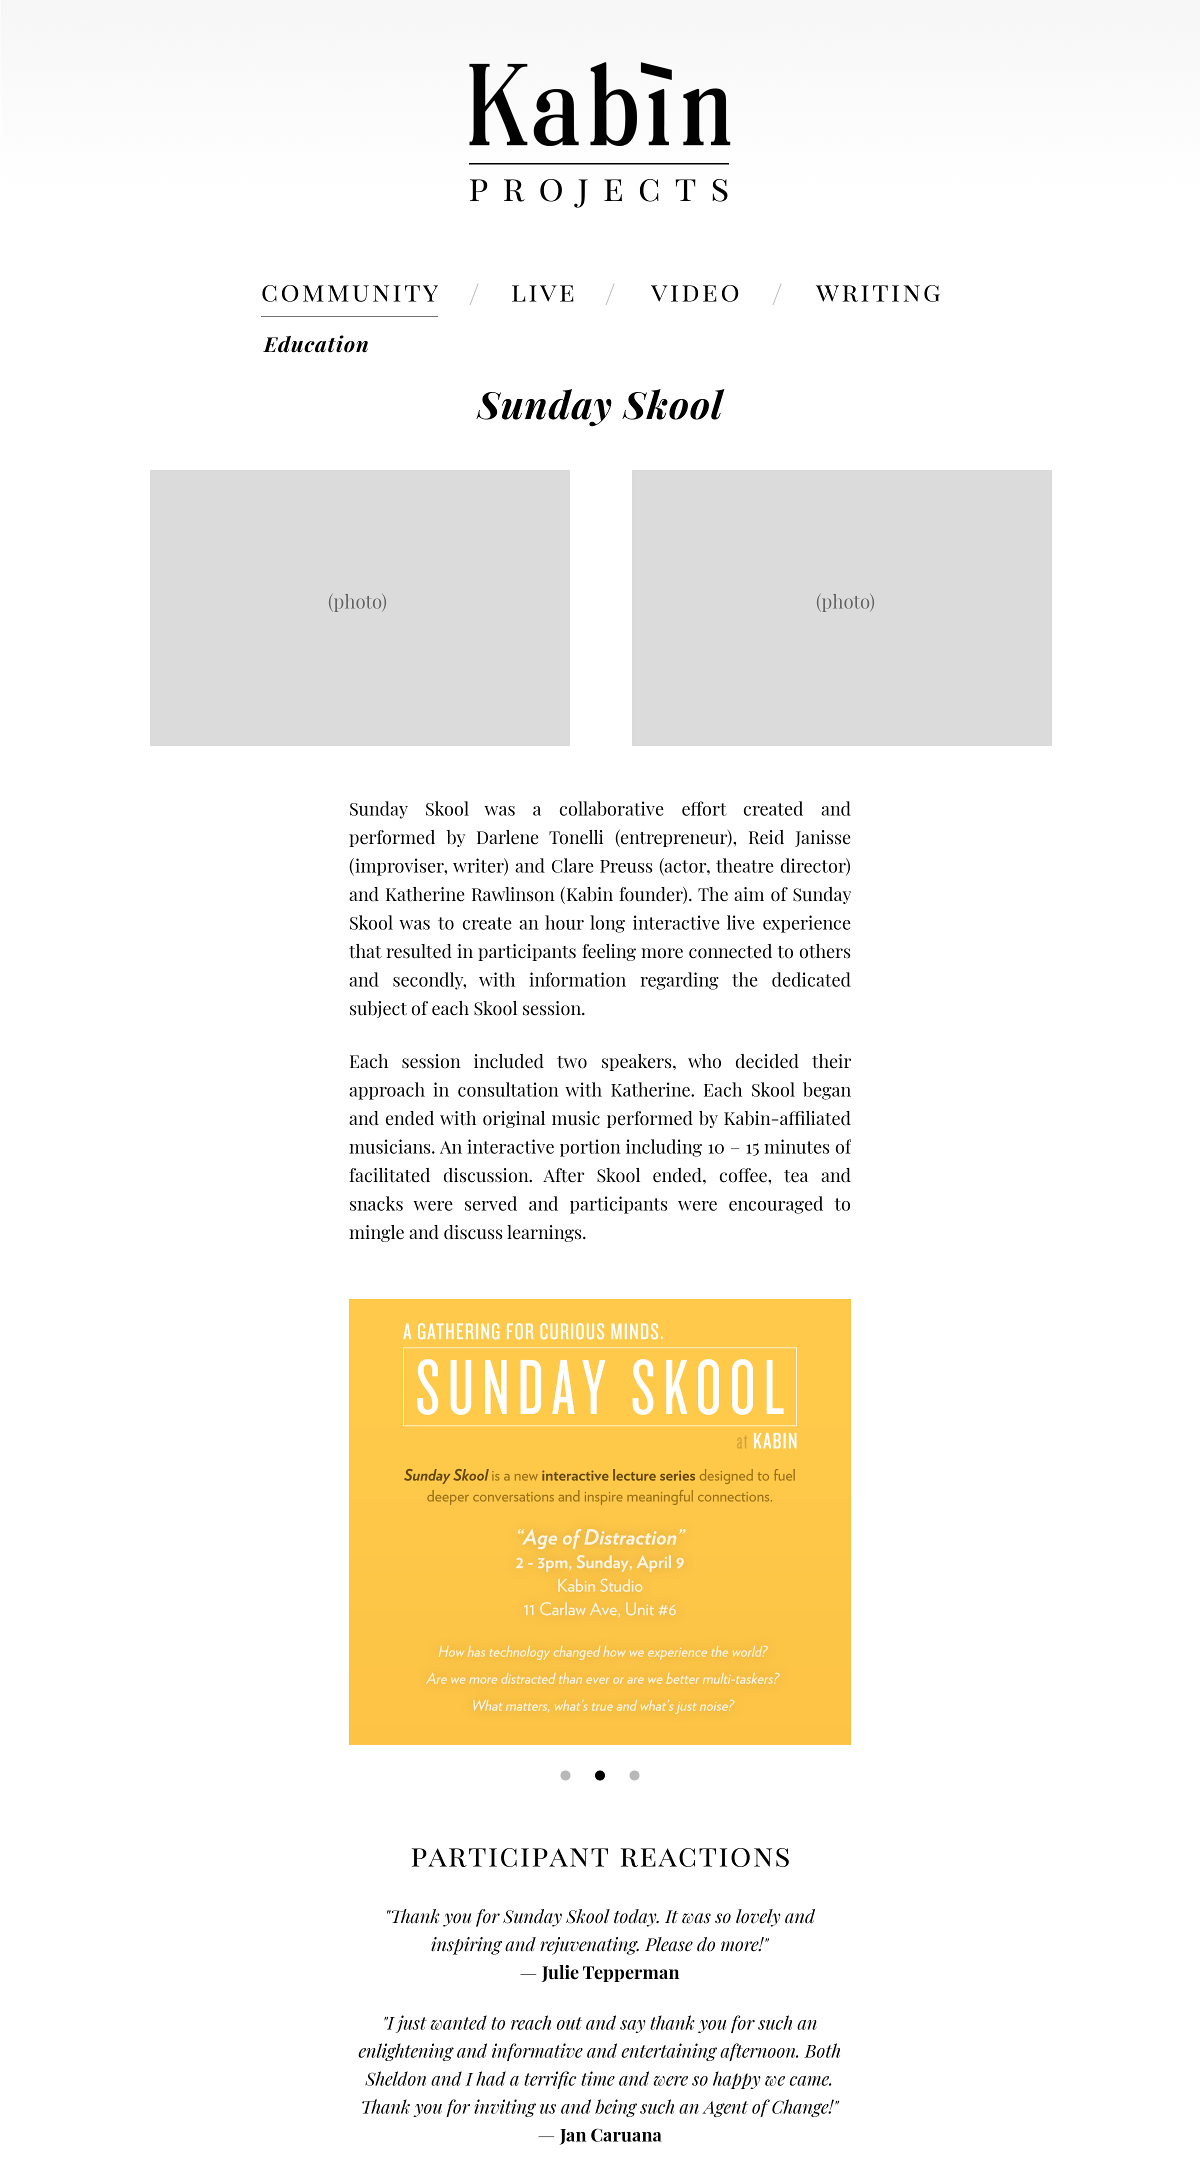 Kabìn
PROJECTS
COMMUNITY / LIVE / VIDEO / WRITING
Education
Sunday Skool
(photo) (photo)
Sunday Skool was a collaborative effort created and
performed by Darlene Tonelli (entrepreneur), Reid Janisse
(improviser, writer) and Clare Preuss (actor, theatre director)
and Katherine Rawlinson (Kabin founder). The aim of Sunday
Skool was to create an hour long interactive live experience
that resulted in participants feeling more connected to others
and secondly, with information regarding the dedicated
subject of each Skool session.
Each session included two speakers, who decided their
approach in consultation with Katherine. Each Skool began
and ended with original music performed by Kabin-affiliated
musicians. An interactive portion including 10 – 15 minutes of
facilitated discussion. After Skool ended, coffee, tea and
snacks were served and participants were encouraged to
mingle and discuss learnings.
A GATHERING FOR CURIOUS MINDS.
SUNDAY SKOOL
at KABIN
Sunday Skool is a new interactive lecture series designed to fuel
deeper conversations and inspire meaningful connections.
“Age of Distraction”
2 - 3pm, Sunday, April 9
Kabin Studio
11 Carlaw Ave, Unit #6
How has technology changed how we experience the world?
Are we more distracted than ever or are we better multi-taskers?
What matters, what's true and what's just noise?
PARTICIPANT REACTIONS
"Thank you for Sunday Skool today. It was so lovely and
inspiring and rejuvenating. Please do more!"
— Julie Tepperman
"I just wanted to reach out and say thank you for such an
enlightening and informative and entertaining afternoon. Both
Sheldon and I had a terrific time and were so happy we came.
Thank you for inviting us and being such an Agent of Change!"
— Jan Caruana